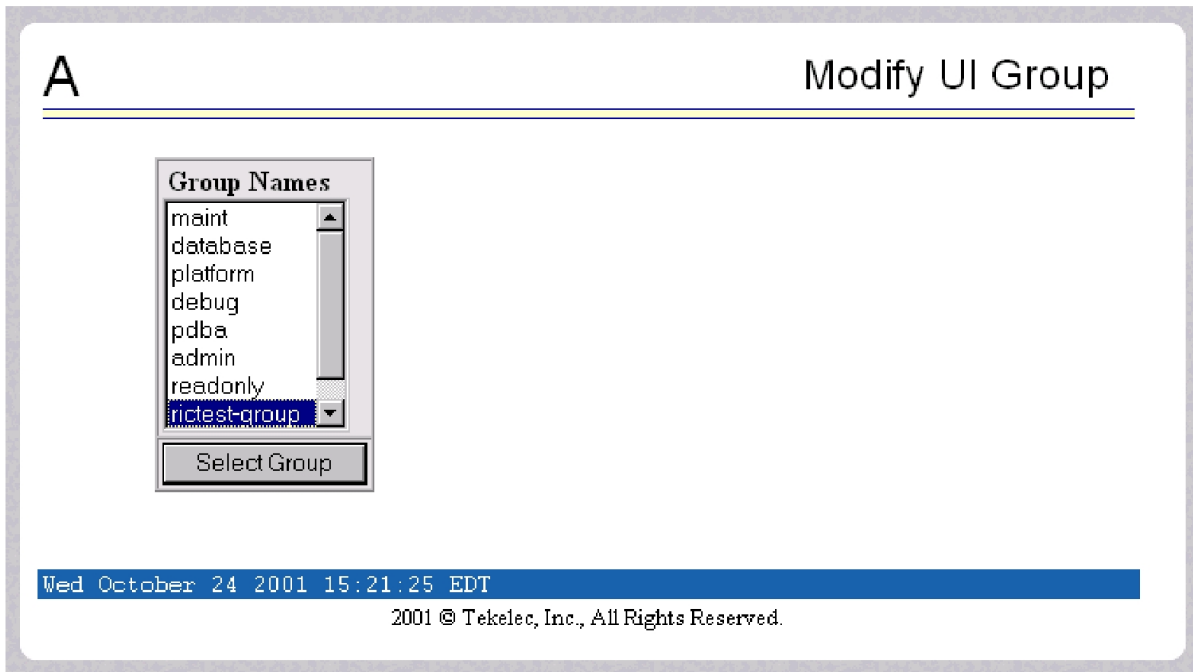 A
Modify UI Group
Group Names
maint
database
platform
debug
pdba
admin
readonly
rictest-group
Select Group
Wed October 24 2001 15:21:25 EDT
2001 © Tekelec, Inc., All Rights Reserved.